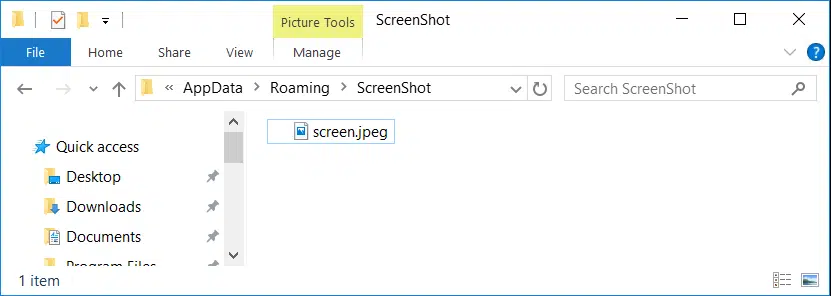 Picture Tools ScreenShot
File Home Share View Manage
« AppData > Roaming > ScreenShot Search ScreenShot
screen.jpeg
Quick access
Desktop
Downloads
Documents
Program Files
1 item